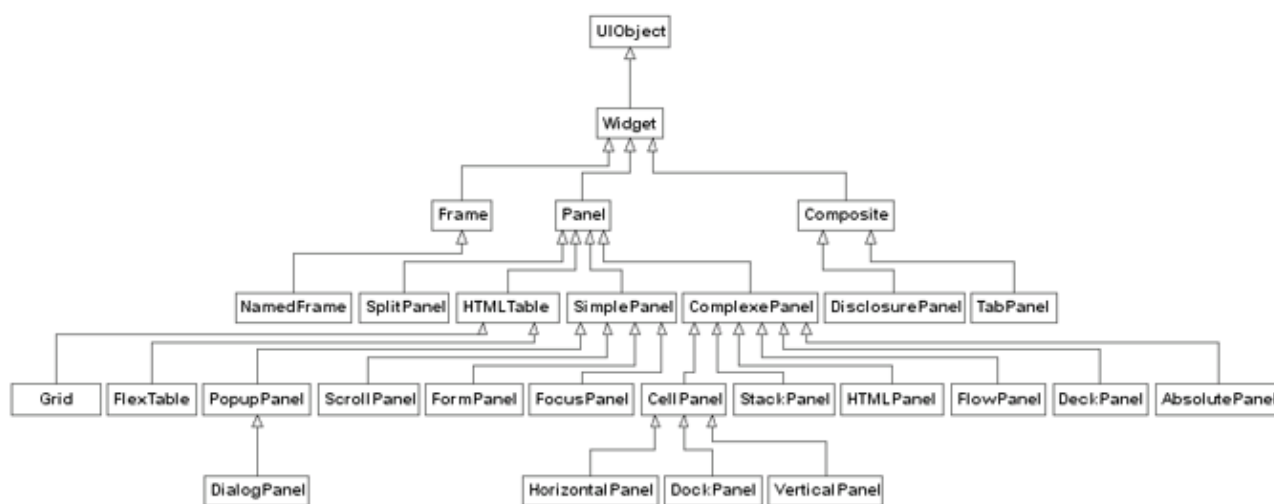 UIObject
Widget
Frame
Panel
Composite
NamedFrame
SplitPanel
HTMLTable
SimplePanel
ComplexePanel
DisclosurePanel
TabPanel
Grid
FlexTable
PopupPanel
ScrollPanel
FormPanel
FocusPanel
CellPanel
StackPanel
HTMLPanel
FlowPanel
DeckPanel
AbsolutePanel
DialogPanel
HorizontalPanel
DockPanel
VerticalPanel